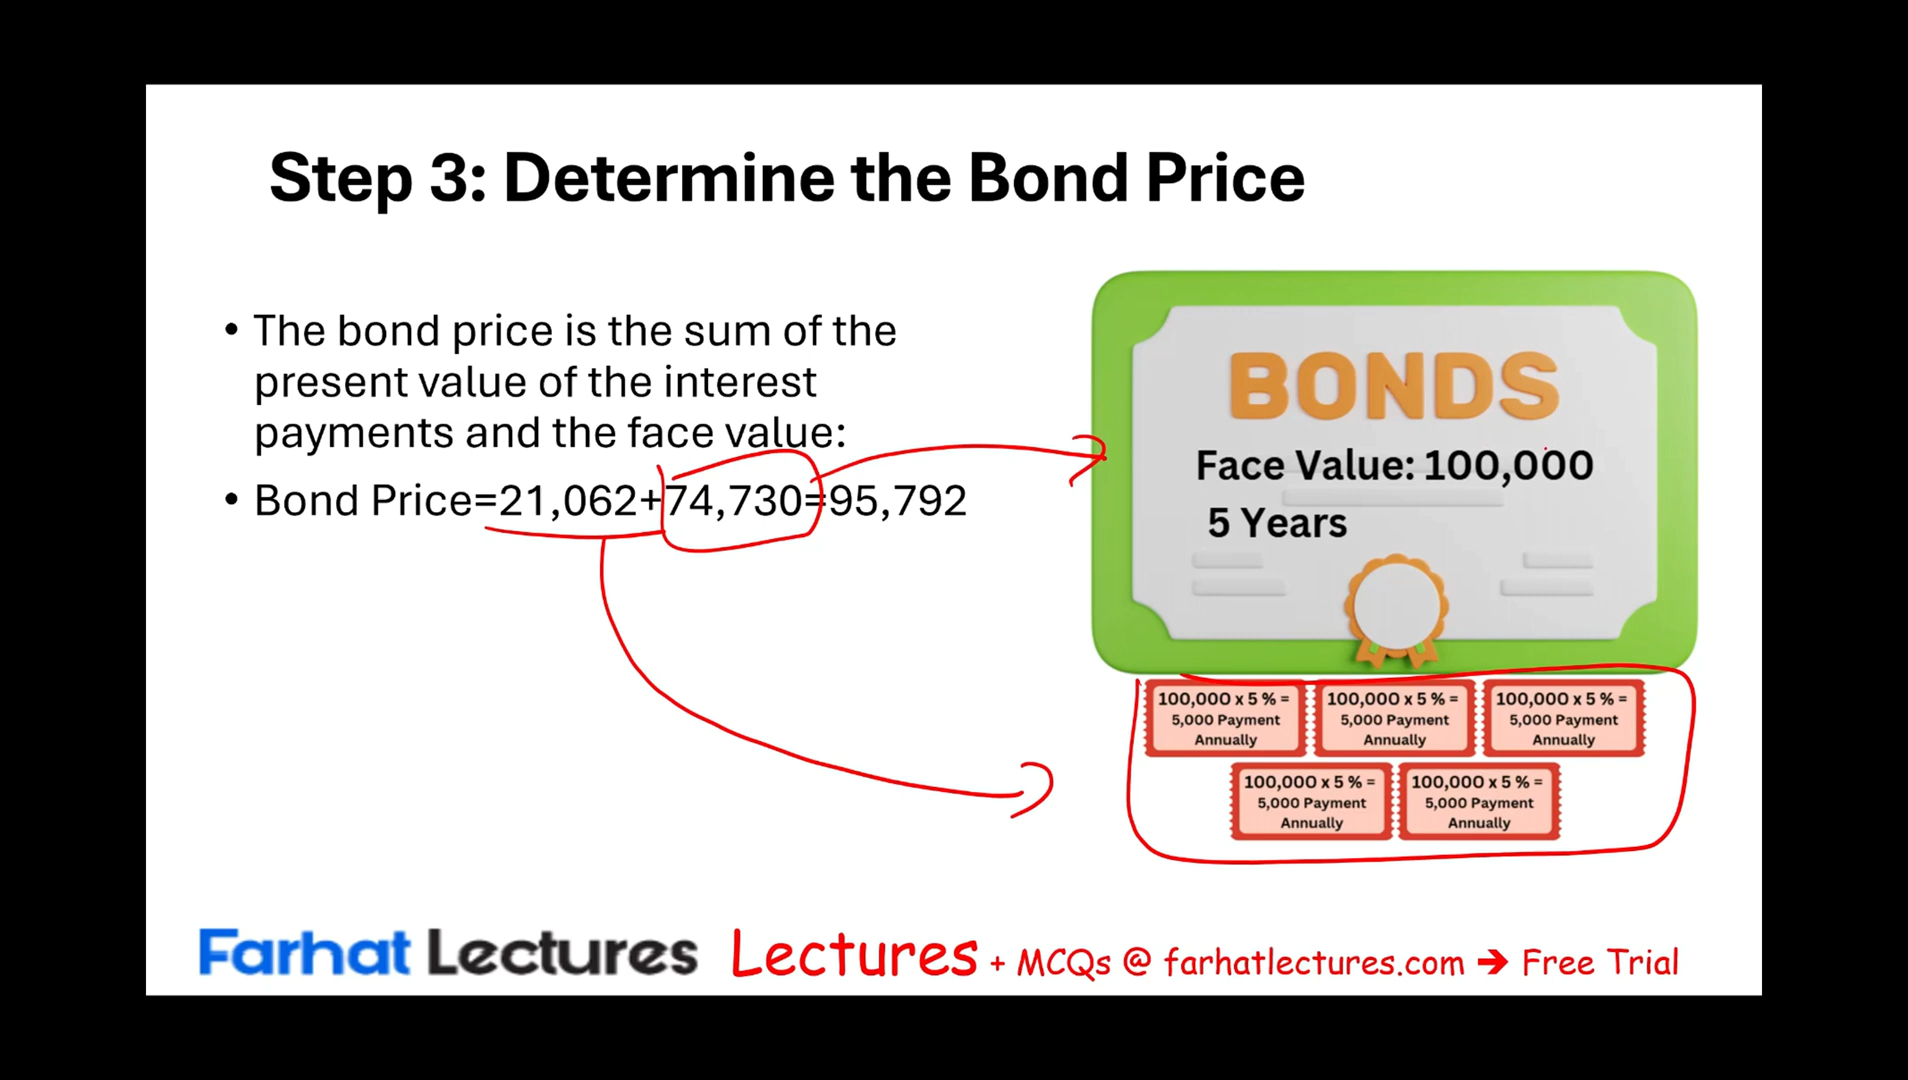 Step 3: Determine the Bond Price
• The bond price is the sum of the
present value of the interest
payments and the face value:
• Bond Price=21,062+74,730=95,792
BONDS
Face Value: 100,000
5 Years
100,000 x 5 % =
5,000 Payment
Annually
100,000 x 5 % =
5,000 Payment
Annually
100,000 x 5 % =
5,000 Payment
Annually
100,000 x 5 % =
5,000 Payment
Annually
100,000 x 5 % =
5,000 Payment
Annually
Farhat Lectures Lectures + MCQs @ farhatlectures.com → Free Trial